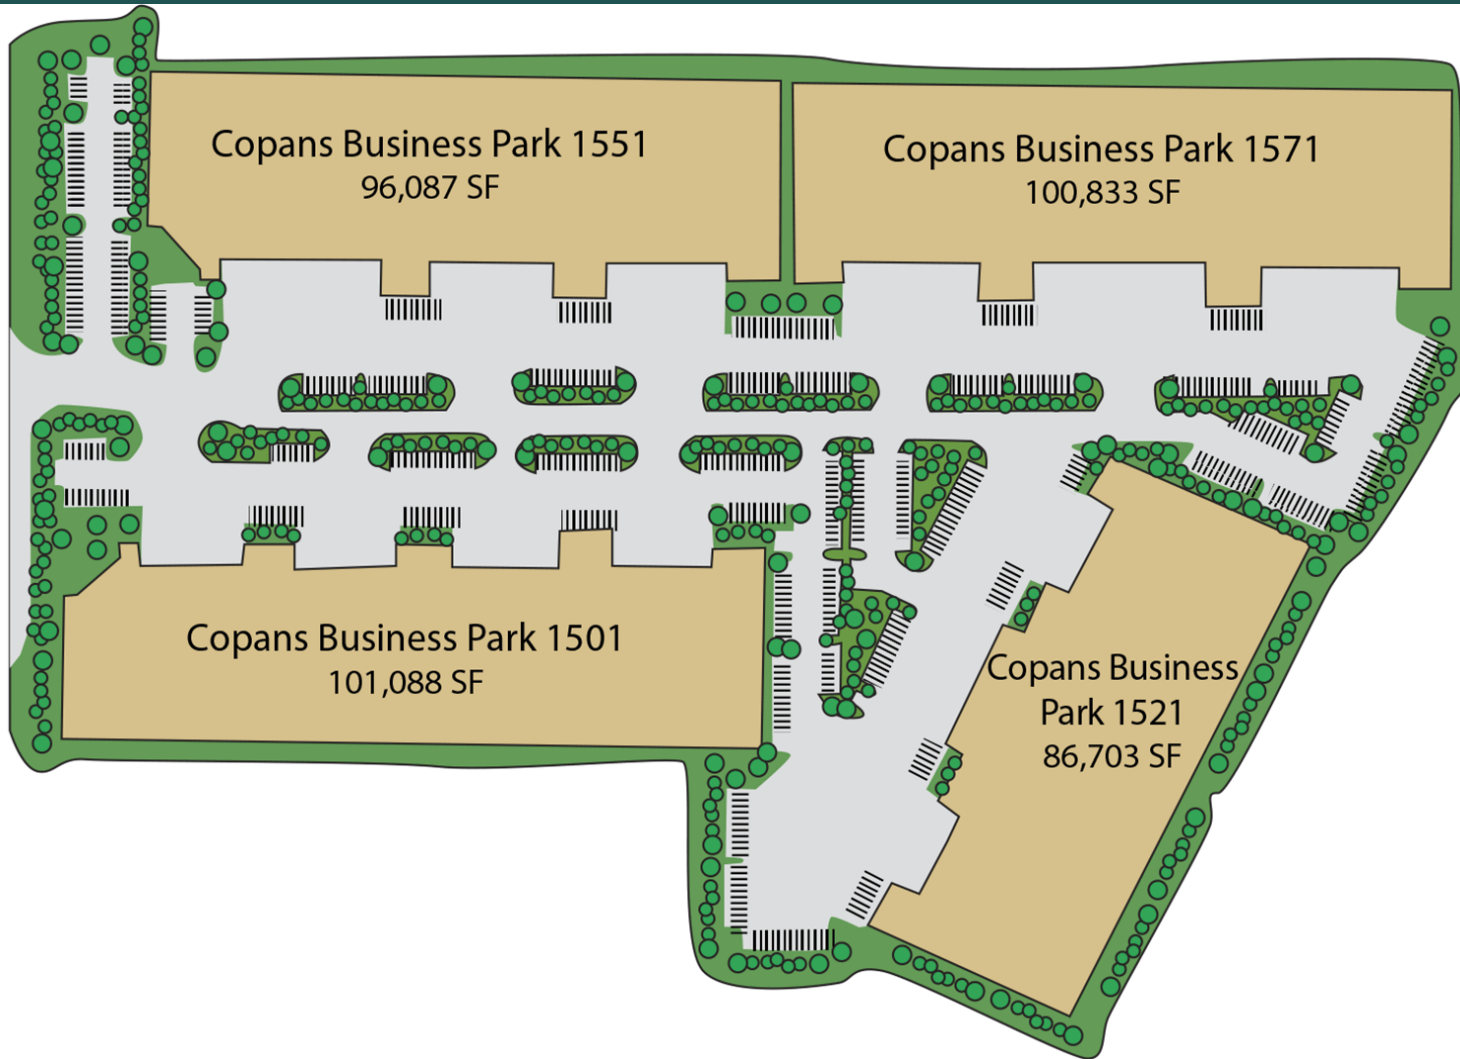 Copans Business Park 1551
96,087 SF
Copans Business Park 1571
100,833 SF
Copans Business Park 1501
101,088 SF
Copans Business
Park 1521
86,703 SF